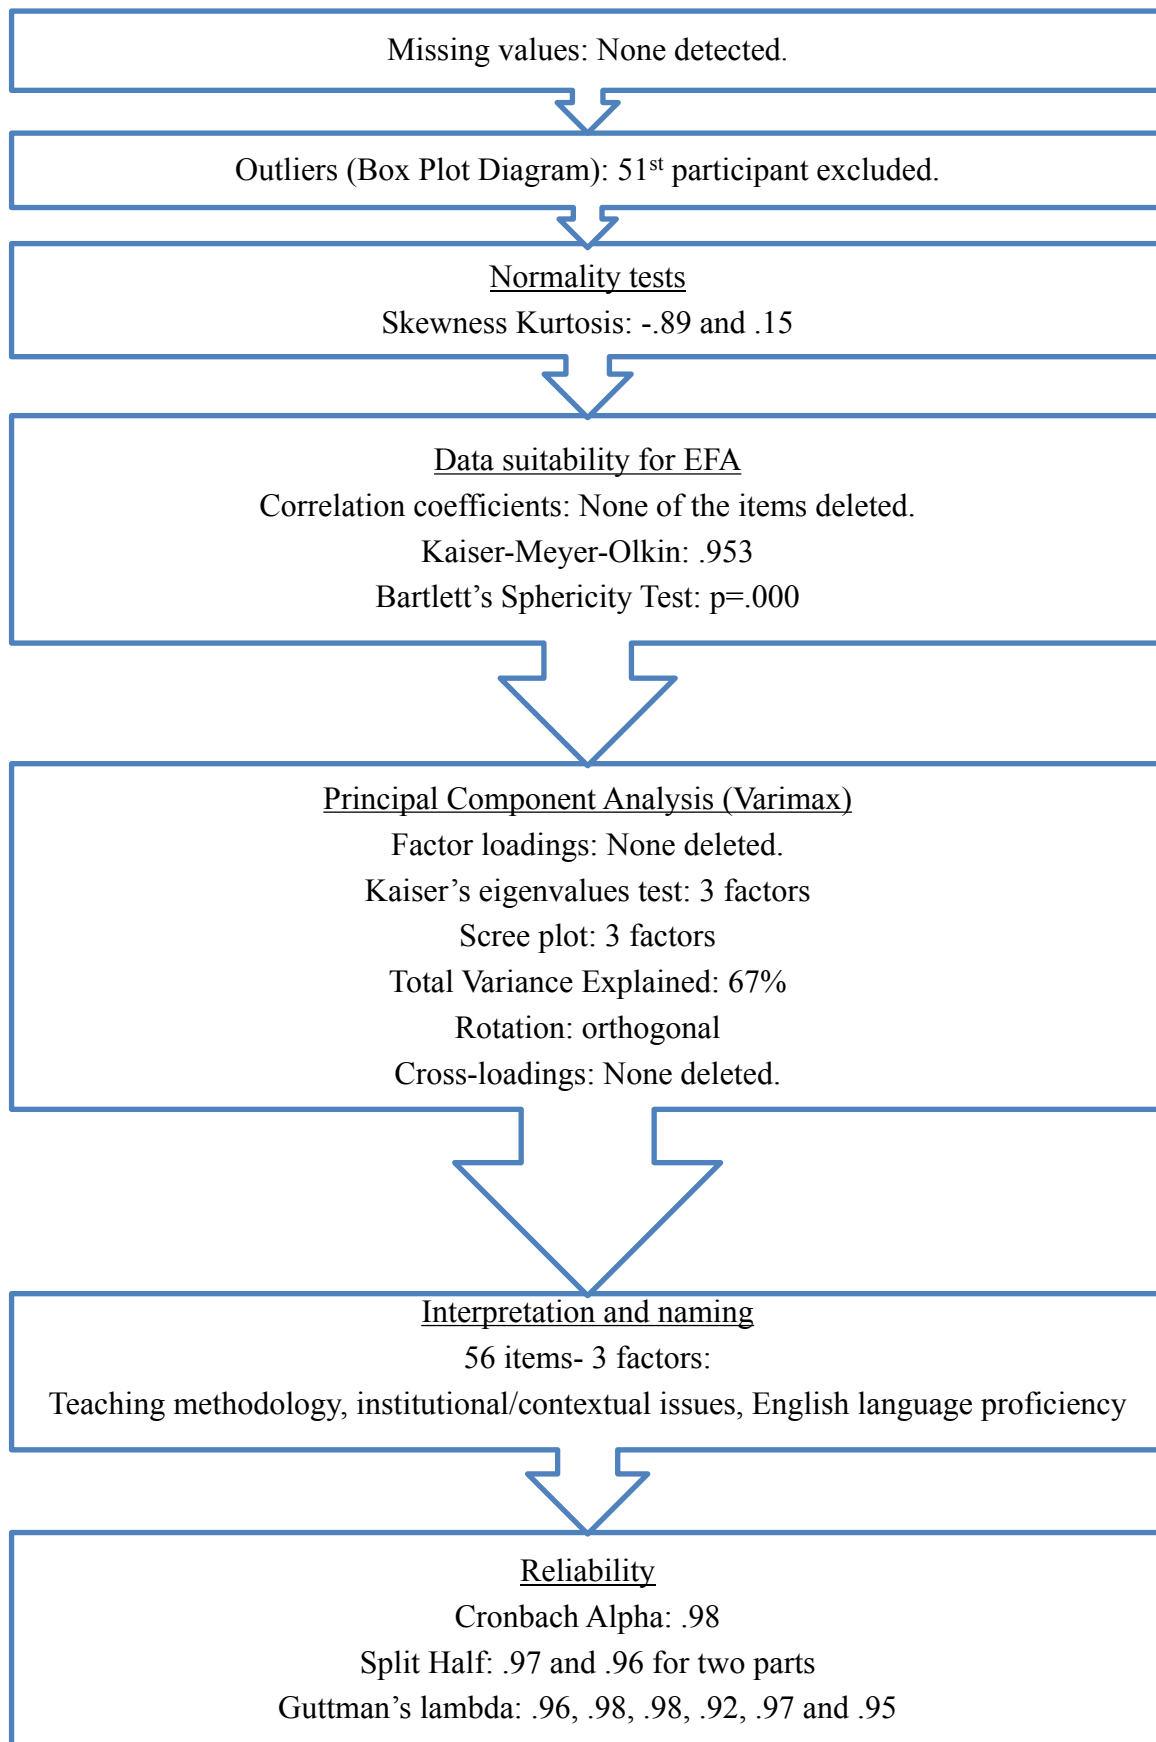 Missing values: None detected.
Outliers (Box Plot Diagram): 51st participant excluded.
Normality tests
Skewness Kurtosis: -.89 and .15
Data suitability for EFA
Correlation coefficients: None of the items deleted.
Kaiser-Meyer-Olkin: .953
Bartlett’s Sphericity Test: p=.000
Principal Component Analysis (Varimax)
Factor loadings: None deleted.
Kaiser’s eigenvalues test: 3 factors
Scree plot: 3 factors
Total Variance Explained: 67%
Rotation: orthogonal
Cross-loadings: None deleted.
Interpretation and naming
56 items- 3 factors:
Teaching methodology, institutional/contextual issues, English language proficiency
Reliability
Cronbach Alpha: .98
Split Half: .97 and .96 for two parts
Guttman’s lambda: .96, .98, .98, .92, .97 and .95